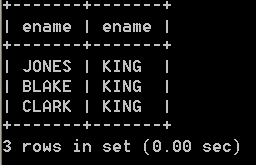 +-------+-------+
| ename | ename |
+-------+-------+
| JONES | KING  |
| BLAKE | KING  |
| CLARK | KING  |
+-------+-------+
3 rows in set (0.00 sec)